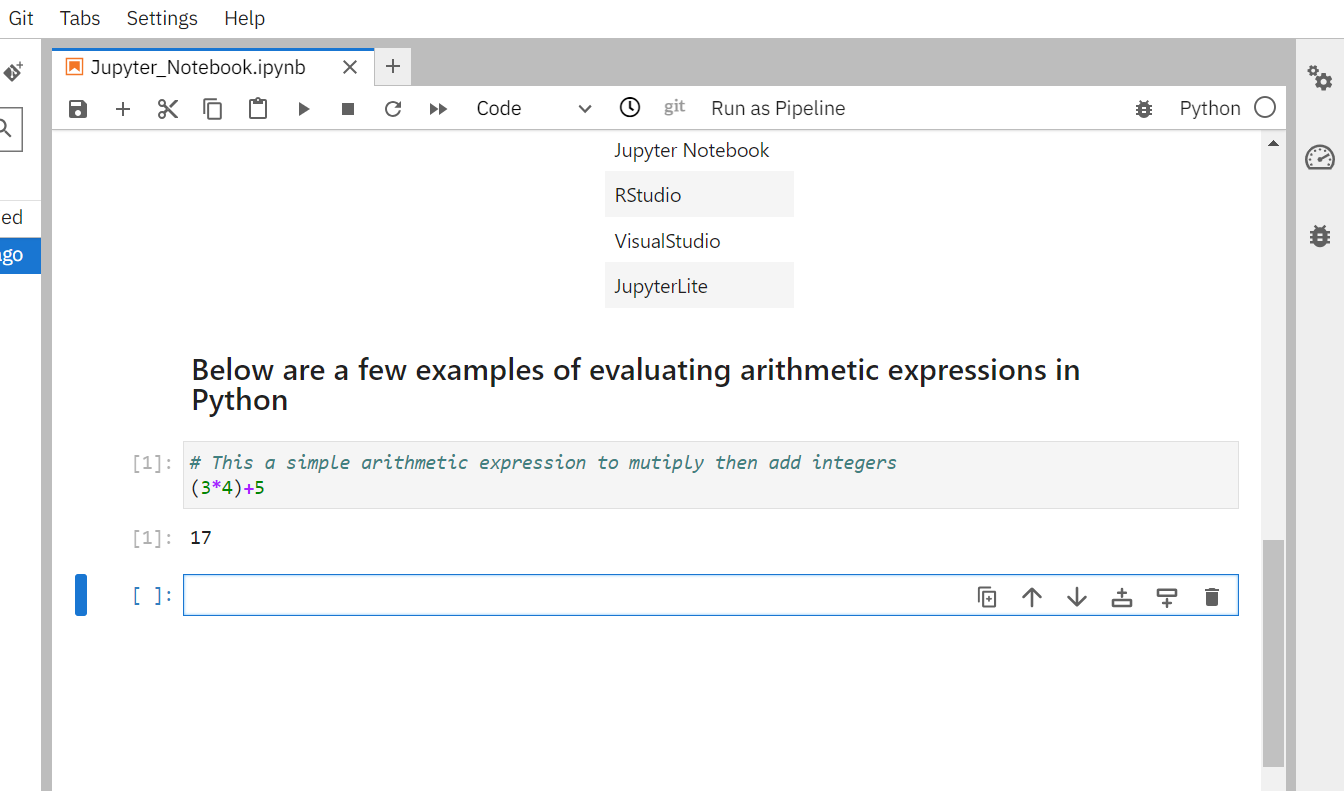 Git Tabs Settings Help
Jupyter_Notebook.ipynb
Code git Run as Pipeline Python
Jupyter Notebook
ed
RStudio
VisualStudio
go
JupyterLite
Below are a few examples of evaluating arithmetic expressions in
Python
[1]: # This a simple arithmetic expression to mutiply then add integers
(3*4)+5
[1]: 17
[ ]: